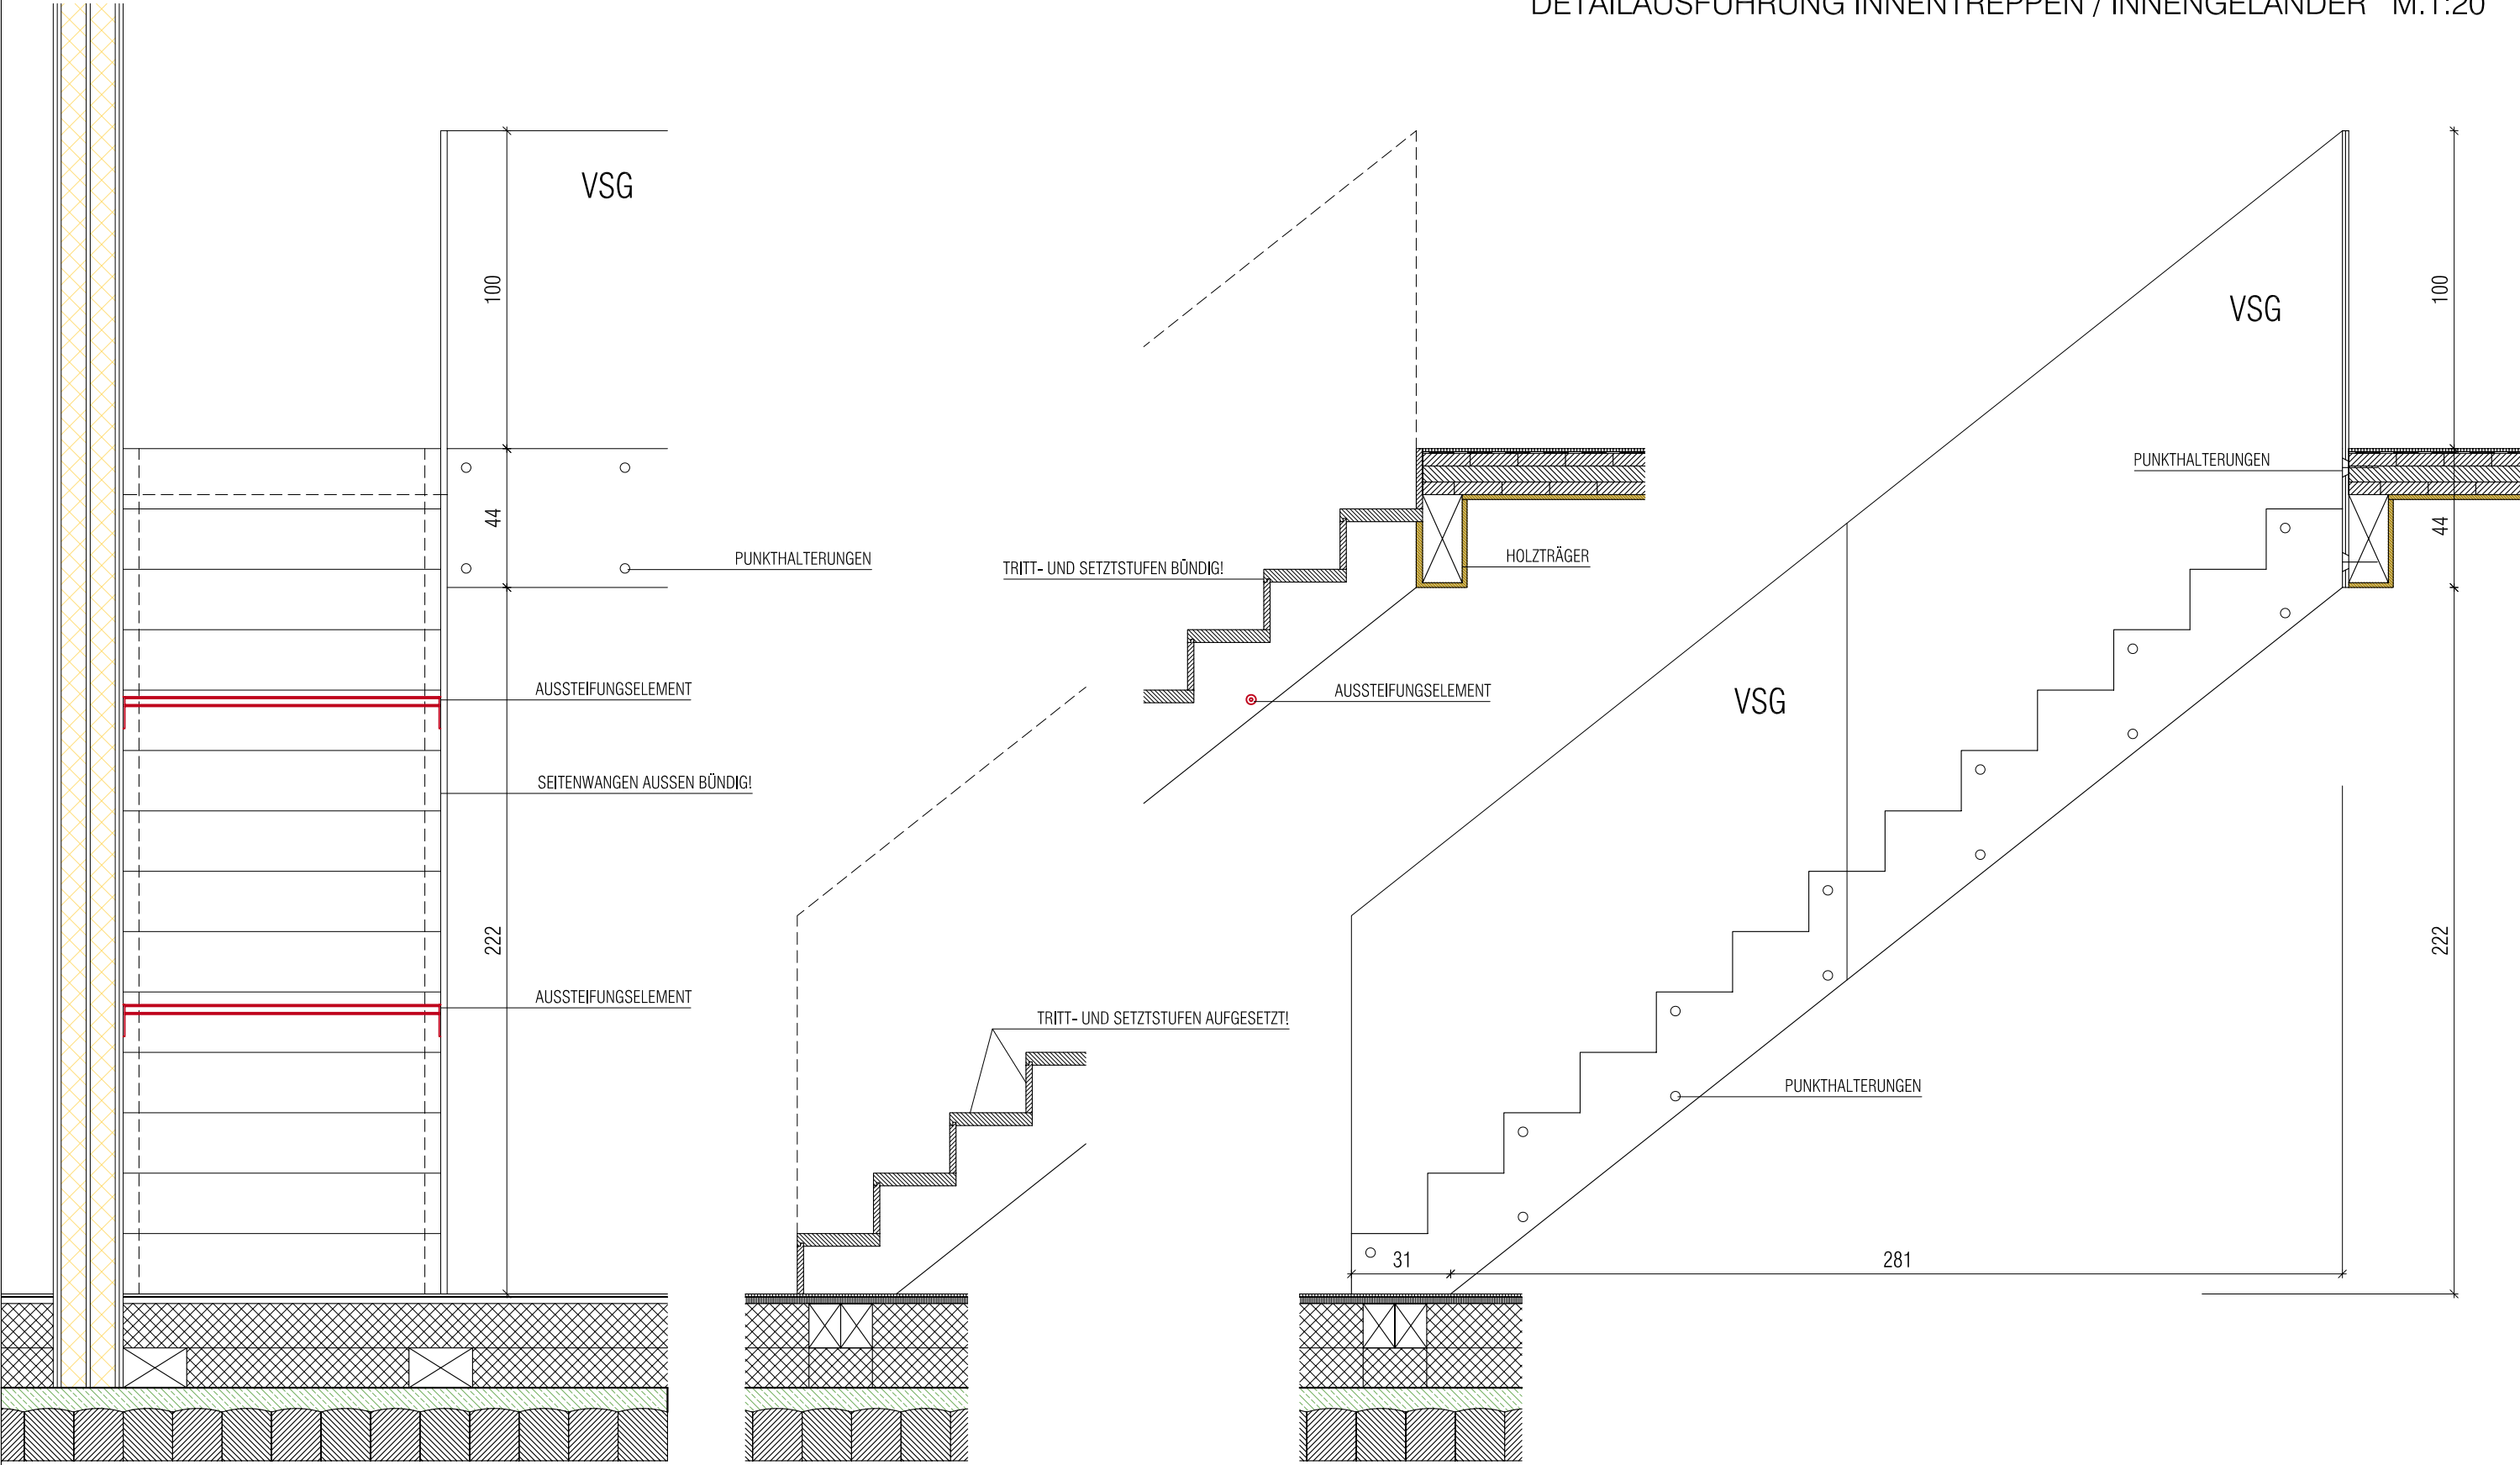 DETAILAUSFÜHRUNG INNENTREPPEN / INNENGELÄNDER M.1:20
VSG
100
44
222
PUNKTHALTERUNGEN
AUSSTEIFUNGSELEMENT
SEITENWANGEN AUSSEN BÜNDIG!
AUSSTEIFUNGSELEMENT
TRITT- UND SETZTSTUFEN BÜNDIG!
HOLZTRÄGER
AUSSTEIFUNGSELEMENT
TRITT- UND SETZTSTUFEN AUFGESETZT!
VSG
VSG
PUNKTHALTERUNGEN
PUNKTHALTERUNGEN
31
281
100
44
222